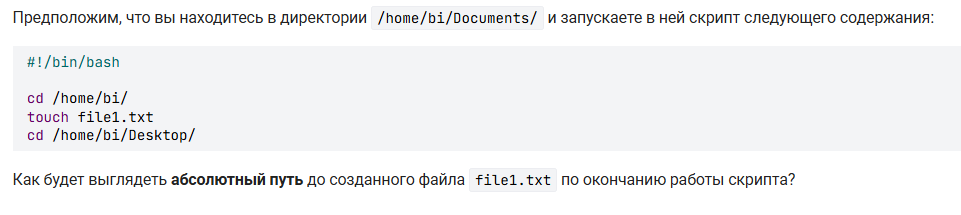 Предположим, что вы находитесь в директории /home/bi/Documents/ и запускаете в ней скрипт следующего содержания:
#!/bin/bash
cd /home/bi/
touch file1.txt
cd /home/bi/Desktop/
Как будет выглядеть абсолютный путь до созданного файла file1.txt по окончанию работы скрипта?